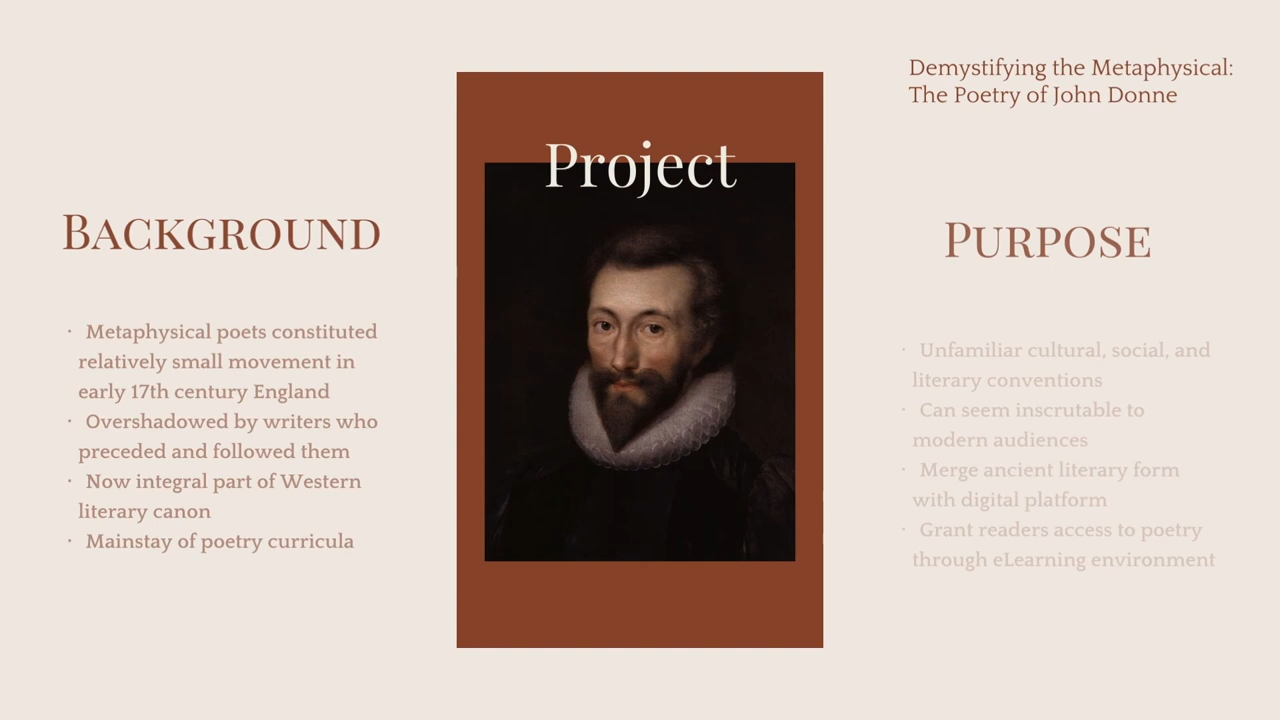 Demystifying the Metaphysical:
The Poetry of John Donne
Project
BACKGROUND
· Metaphysical poets constituted
relatively small movement in
early 17th century England
· Overshadowed by writers who
preceded and followed them
· Now integral part of Western
literary canon
· Mainstay of poetry curricula
PURPOSE
· Unfamiliar cultural, social, and
literary conventions
· Can seem inscrutable to
modern audiences
· Merge ancient literary form
with digital platform
· Grant readers access to poetry
through eLearning environment